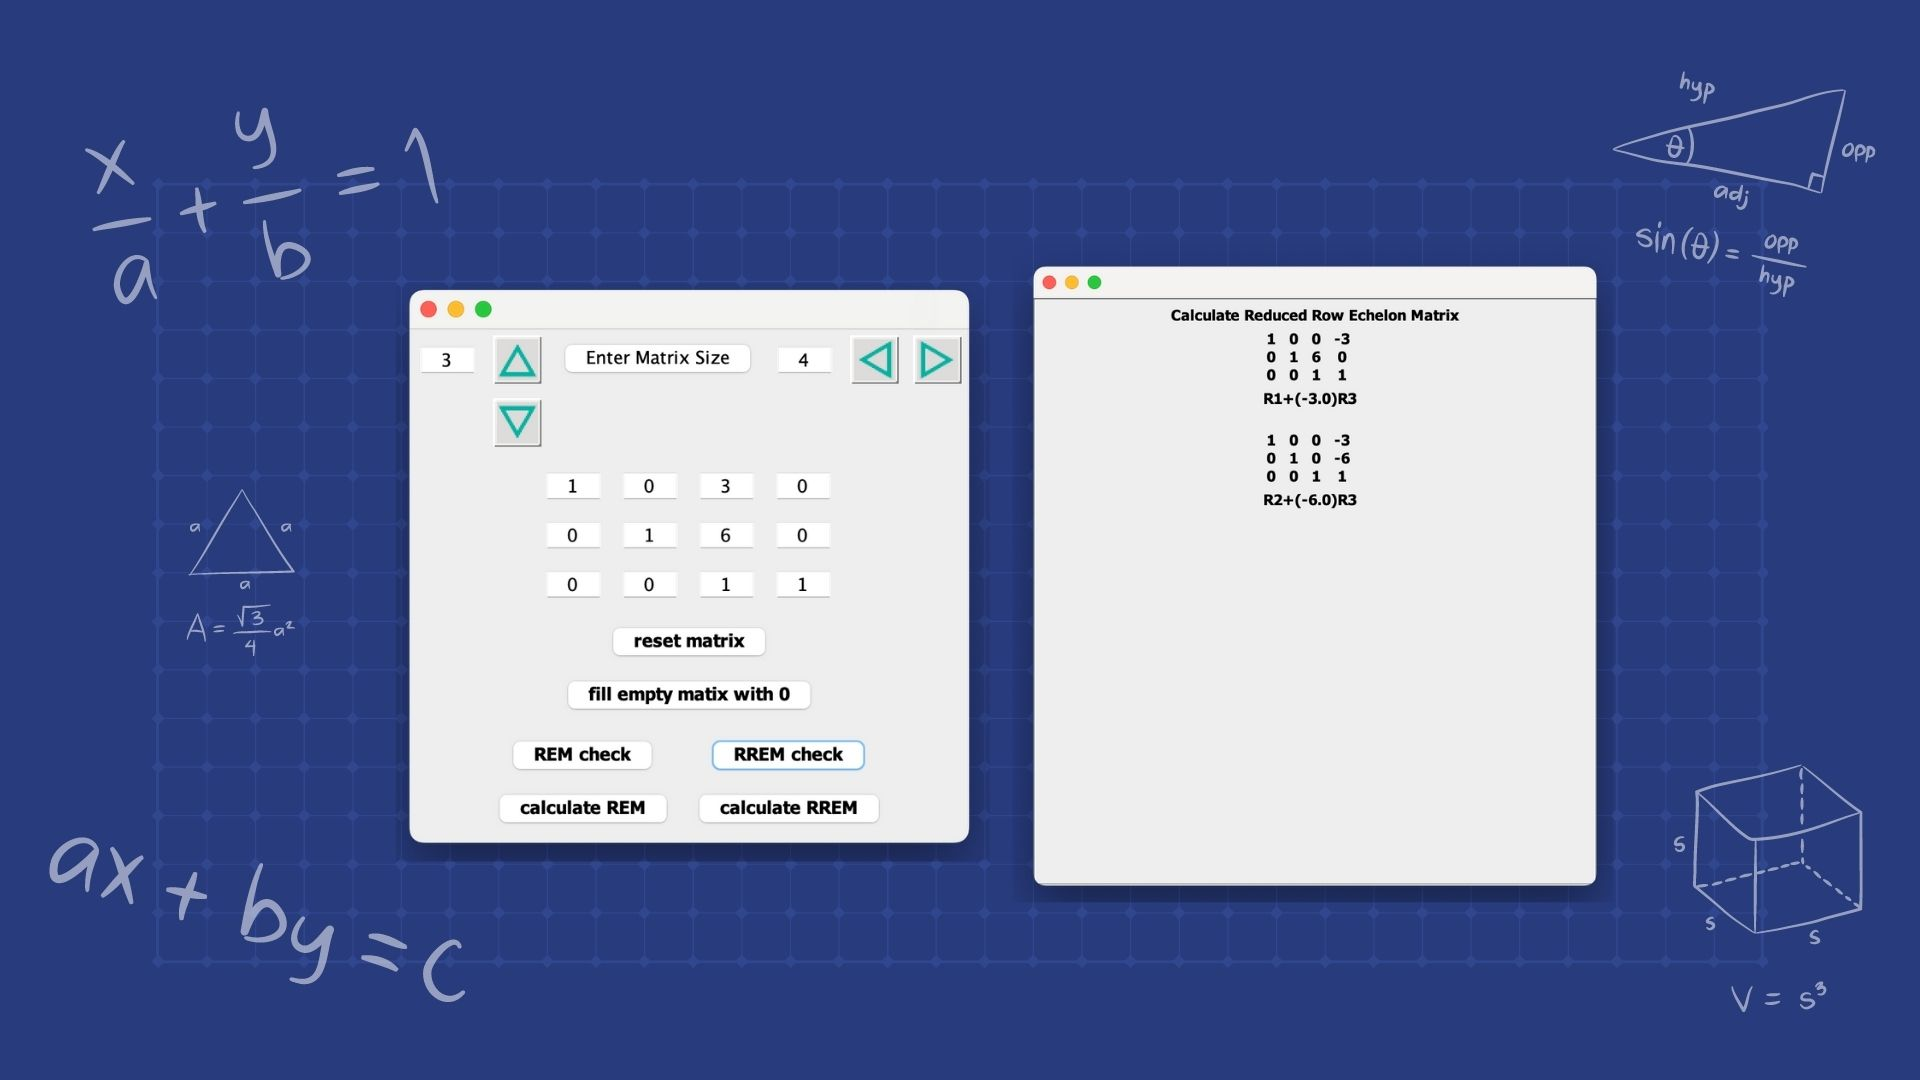 x/a + y/b = 1
hyp
θ
opp
adj
sin(θ) = opp/hyp
a a
a
A = √3/4 a²
ax + by = c
3 Enter Matrix Size 4
1 0 3 0
0 1 6 0
0 0 1 1
reset matrix
fill empty matix with 0
REM check RREM check
calculate REM calculate RREM
Calculate Reduced Row Echelon Matrix
1 0 0 -3
0 1 6 0
0 0 1 1
R1+(-3.0)R3
1 0 0 -3
0 1 0 -6
0 0 1 1
R2+(-6.0)R3
s
s
s
V = s³